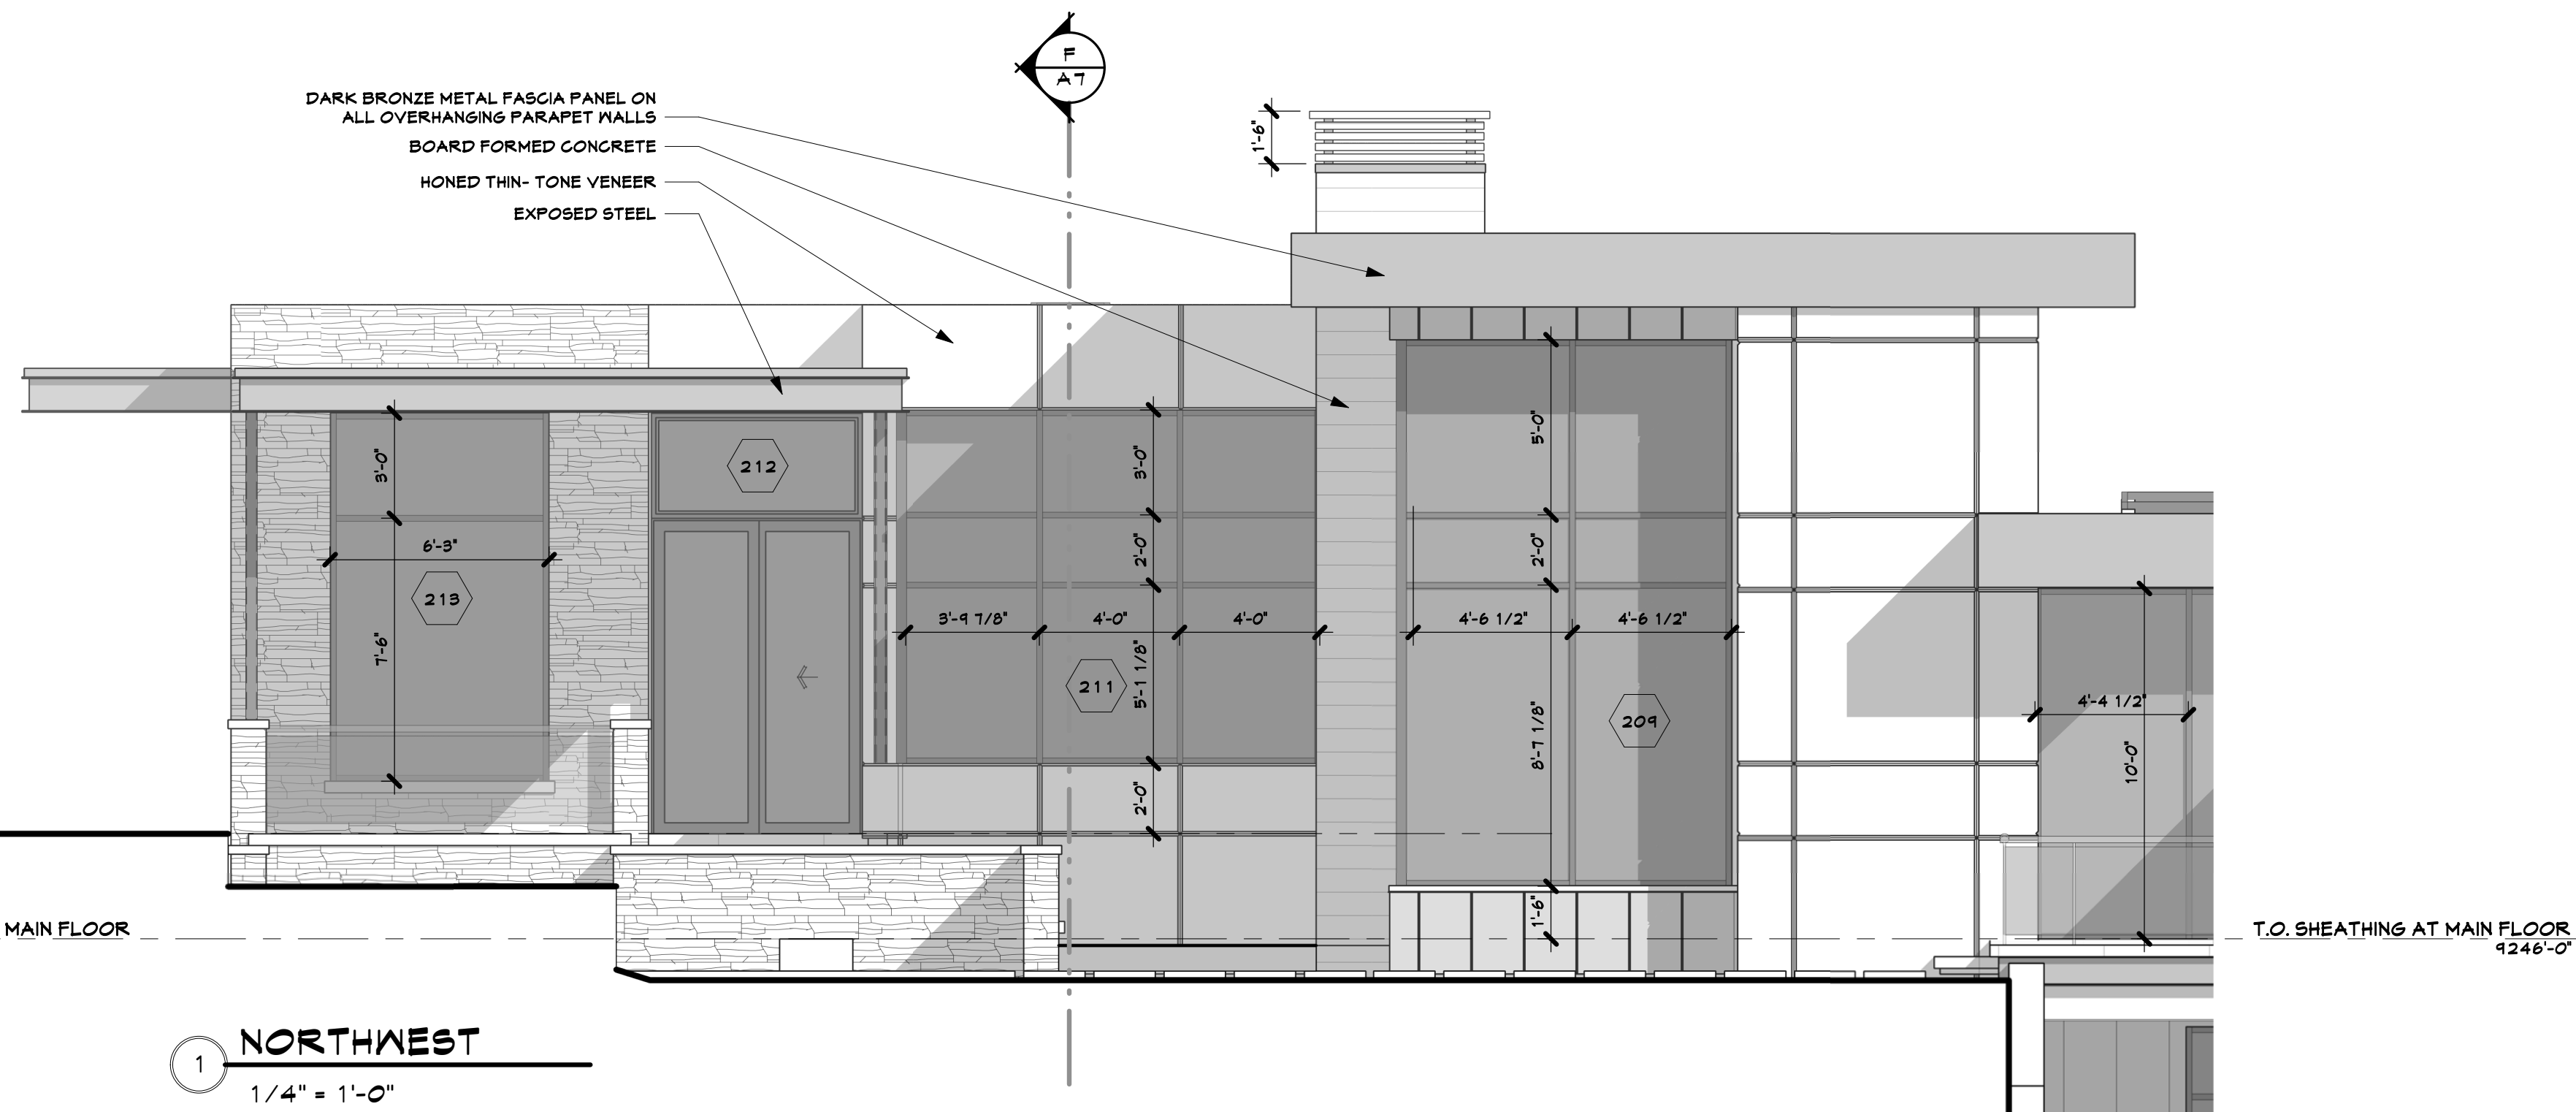 F
A7
DARK BRONZE METAL FASCIA PANEL ON
ALL OVERHANGING PARAPET WALLS
BOARD FORMED CONCRETE
HONED THIN- TONE VENEER
EXPOSED STEEL
1'-6"
212
3'-0"
6'-3"
213
7'-6"
3'-0"
2'-0"
3'-9 7/8"
4'-0"
4'-0"
211
5'-1 1/8"
2'-0"
5'-0"
2'-0"
4'-6 1/2"
4'-6 1/2"
209
8'-7 1/8"
1'-6"
4'-4 1/2"
10'-0"
MAIN FLOOR
T.O. SHEATHING AT MAIN FLOOR
9246'-0"
1
NORTHWEST
1/4" = 1'-0"